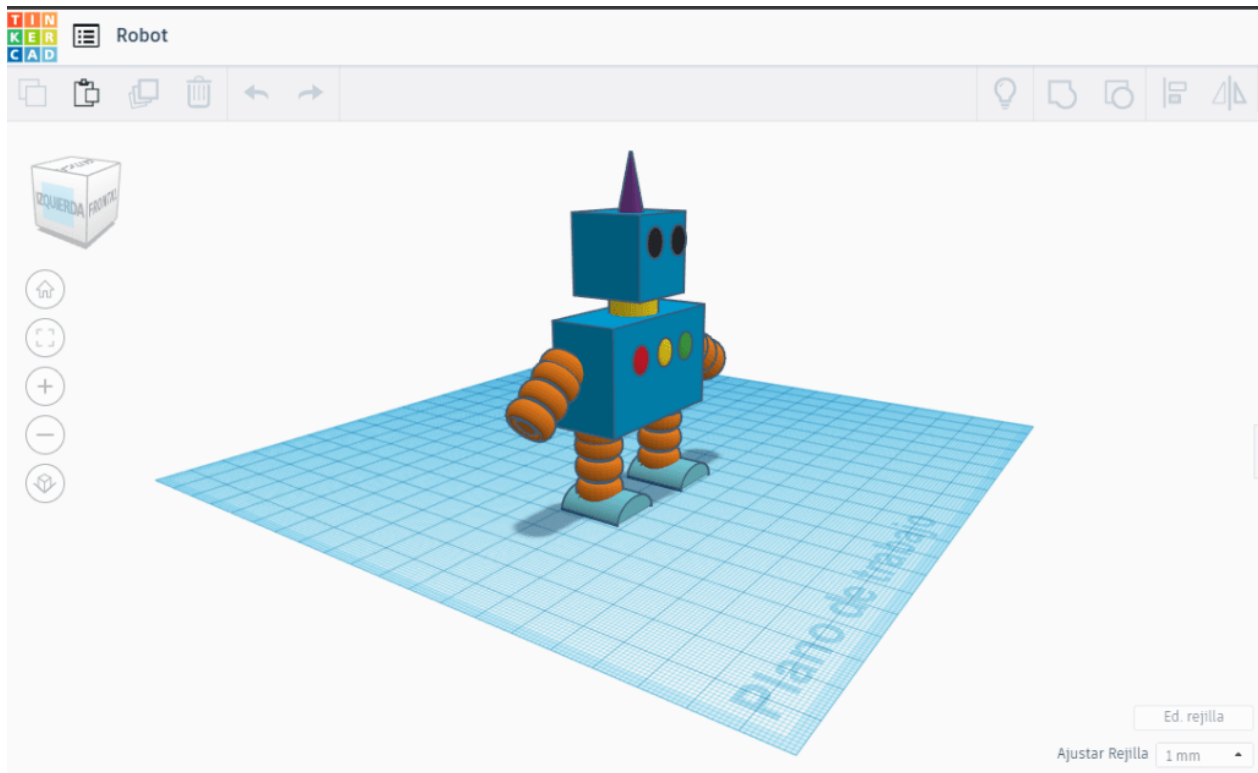 TIN
KER
CAD
Robot
IZQUIERDA
FRONTAL
Plano de trabajo
Ed. rejilla
Ajustar Rejilla
1 mm